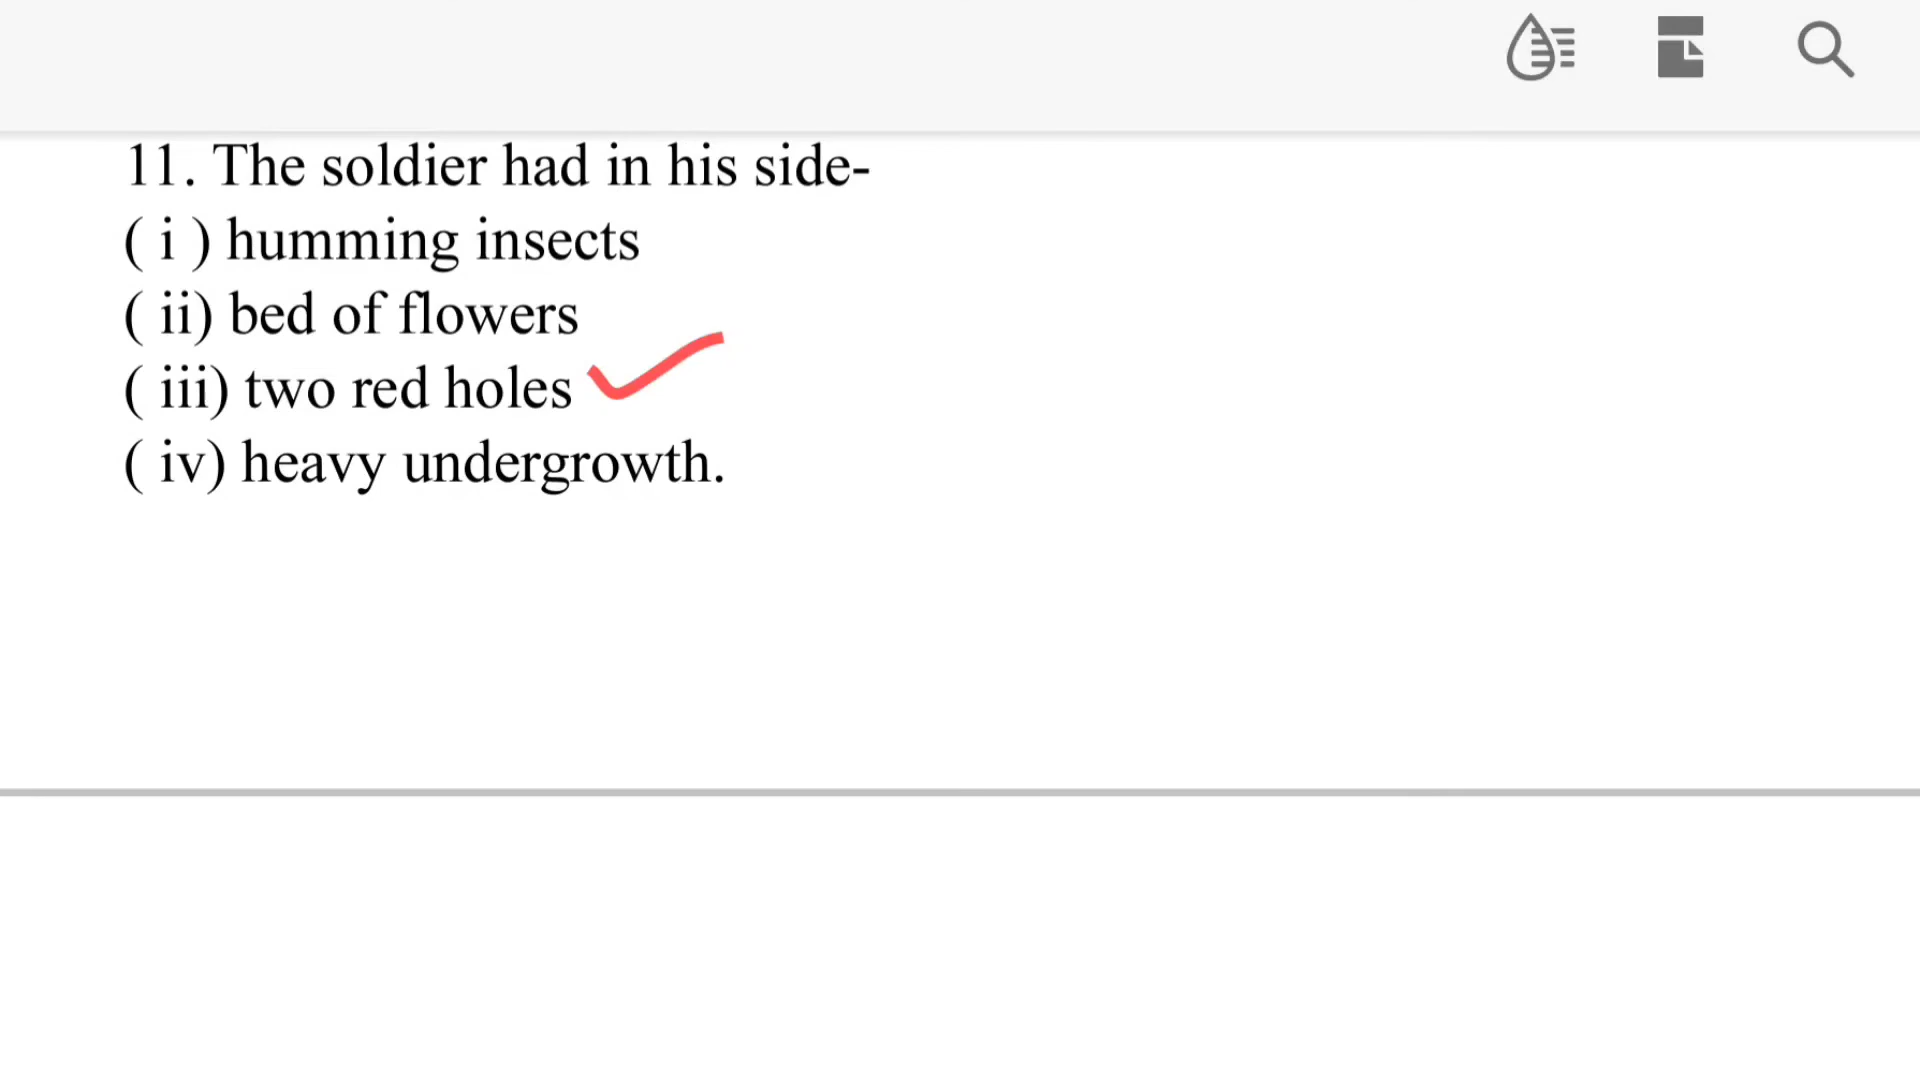 11. The soldier had in his side-
( i ) humming insects
( ii) bed of flowers
( iii) two red holes
( iv) heavy undergrowth.